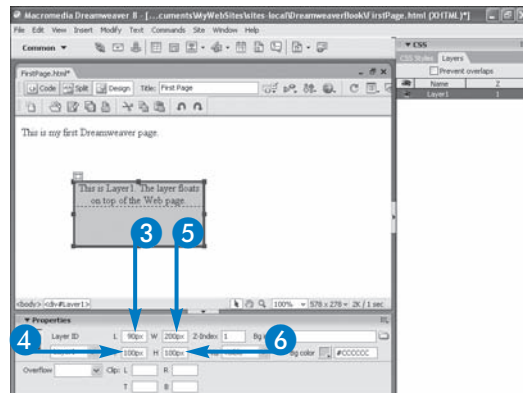 Macromedia Dreamweaver 8 - [...cuments\MyWebSites\sites-local\DreamweaverBook\FirstPage.html (XHTML)*]
File Edit View Insert Modify Text Commands Site Window Help
Common
CSS
CSS Styles Layers
Prevent overlaps
Name Z
Layer1 1
FirstPage.html*
Code Split Design Title: First Page
This is my first Dreamweaver page.
This is Layer1. The layer floats
on top of the Web page.
3
5
<body> <div#Layer1>
100% 578 x 278 2K / 1 sec
Properties
4
6
Layer ID L 90px W 200px Z-Index 1 Bg
100px H 100px Bg color #CCCCCC
Overflow Clip: L R
T B